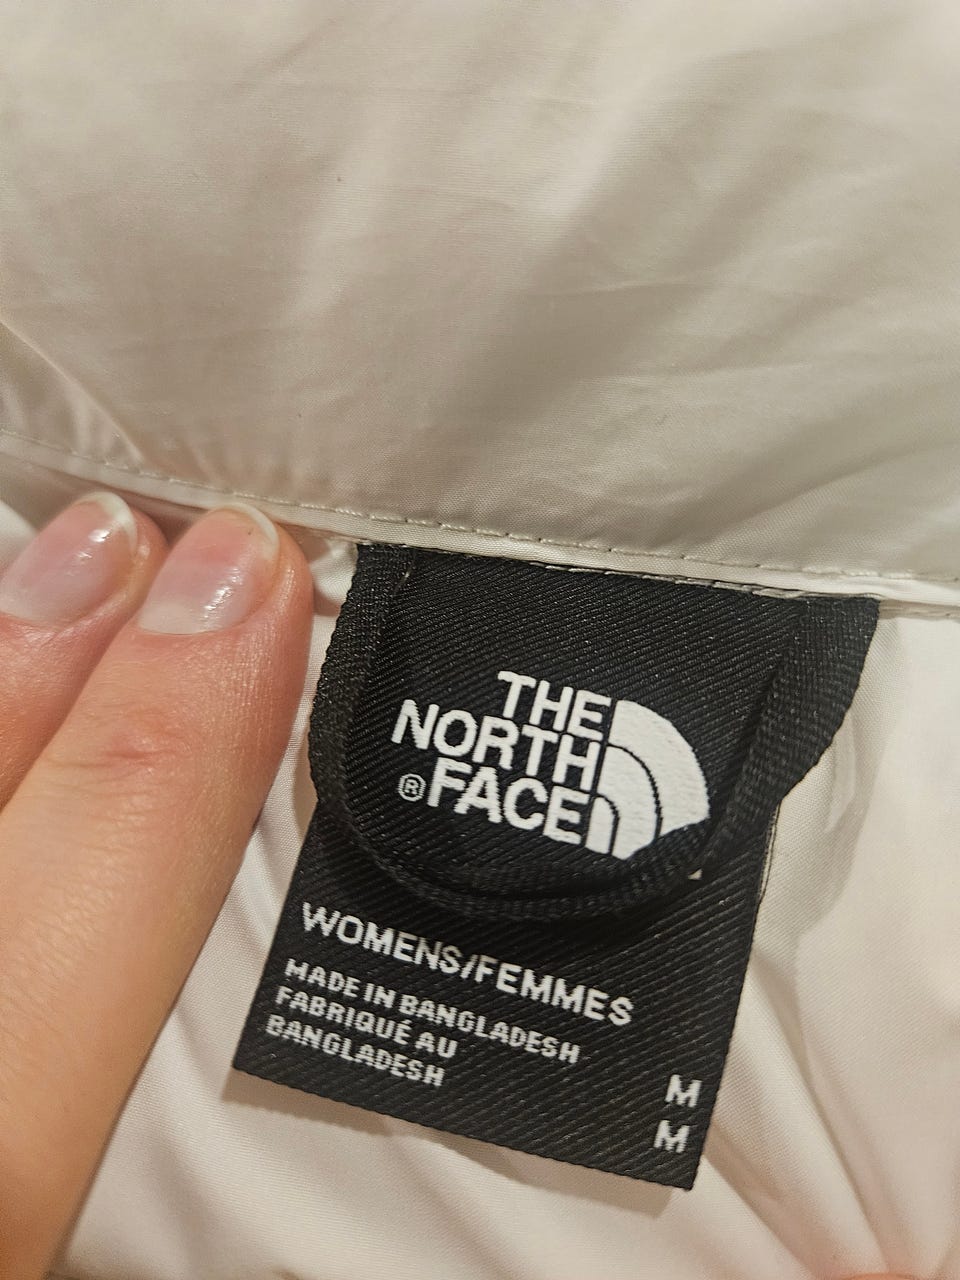 THE
NORTH
® FACE
WOMENS/FEMMES
MADE IN BANGLADESH
FABRIQUÉ AU
BANGLADESH
M
M